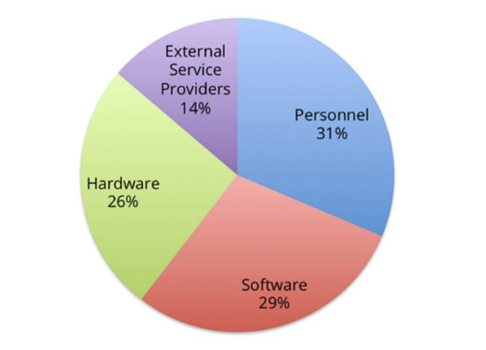 External
Service
Providers
14%
Personnel
31%
Hardware
26%
Software
29%